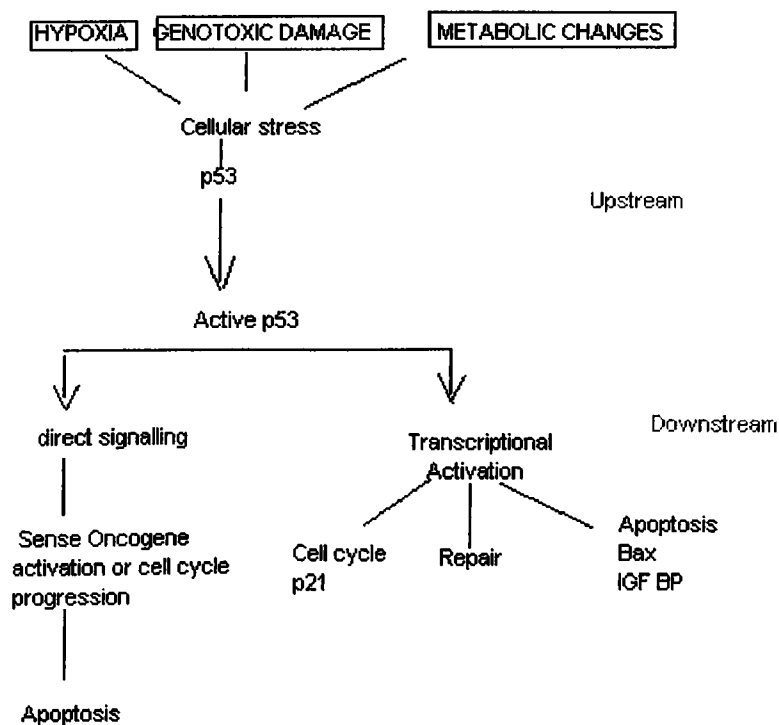 HYPOXIA
GENOTOXIC DAMAGE
METABOLIC CHANGES
Cellular stress
p53
Upstream
Active p53
direct signalling
Transcriptional
Activation
Downstream
Sense Oncogene
activation or cell cycle
progression
Cell cycle
p21
Repair
Apoptosis
Bax
IGF BP
Apoptosis